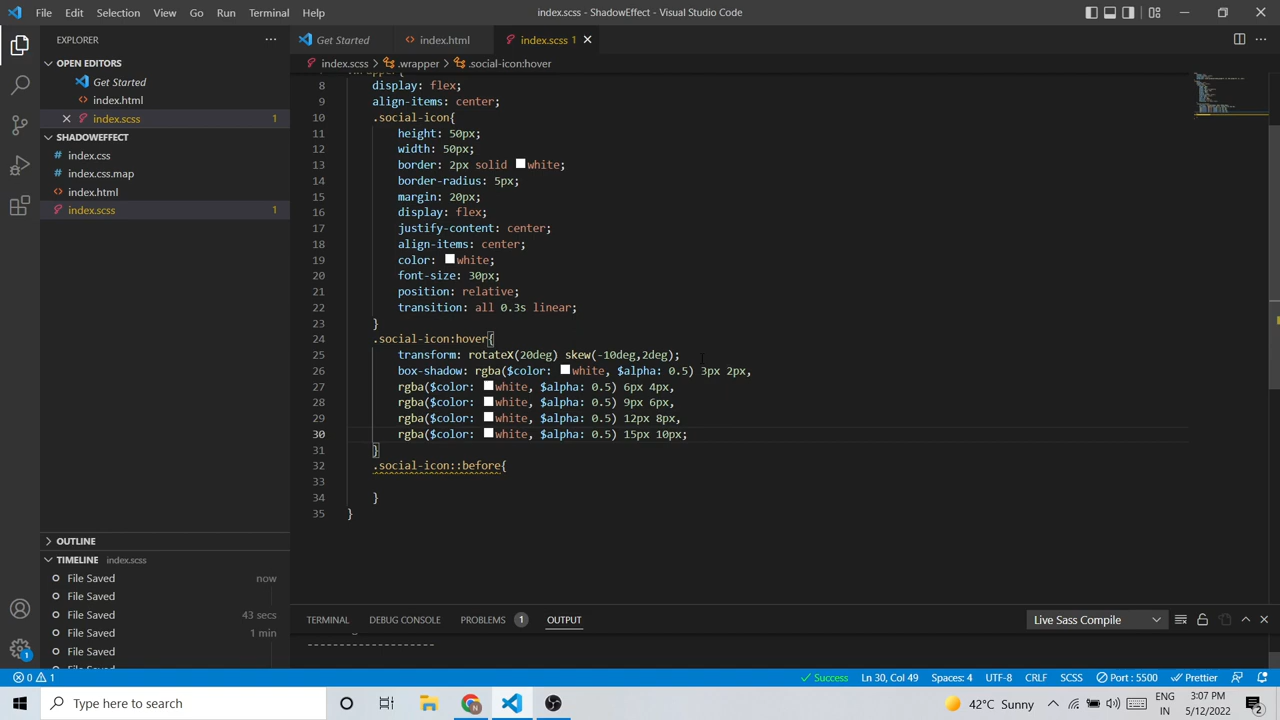 File Edit Selection View Go Run Terminal Help
index.scss - ShadowEffect - Visual Studio Code
EXPLORER
OPEN EDITORS
Get Started
index.html
index.scss 1
SHADOWEFFECT
index.css
index.css.map
index.html
index.scss 1
OUTLINE
TIMELINE index.scss
File Saved now
File Saved
File Saved 43 secs
File Saved 1 min
File Saved
Get Started index.html index.scss 1
index.scss > .wrapper > .social-icon:hover
8 display: flex;
9 align-items: center;
10 .social-icon{
11 height: 50px;
12 width: 50px;
13 border: 2px solid white;
14 border-radius: 5px;
15 margin: 20px;
16 display: flex;
17 justify-content: center;
18 align-items: center;
19 color: white;
20 font-size: 30px;
21 position: relative;
22 transition: all 0.3s linear;
23 }
24 .social-icon:hover{
25 transform: rotateX(20deg) skew(-10deg,2deg);
26 box-shadow: rgba($color: white, $alpha: 0.5) 3px 2px,
27 rgba($color: white, $alpha: 0.5) 6px 4px,
28 rgba($color: white, $alpha: 0.5) 9px 6px,
29 rgba($color: white, $alpha: 0.5) 12px 8px,
30 rgba($color: white, $alpha: 0.5) 15px 10px;
31 }
32 .social-icon::before{
33
34 }
35 }
TERMINAL DEBUG CONSOLE PROBLEMS 1 OUTPUT
Live Sass Compile
--------------------
0 1
Success Ln 30, Col 49 Spaces: 4 UTF-8 CRLF SCSS Port : 5500 Prettier
Type here to search
42°C Sunny
ENG
IN
3:07 PM
5/12/2022
2